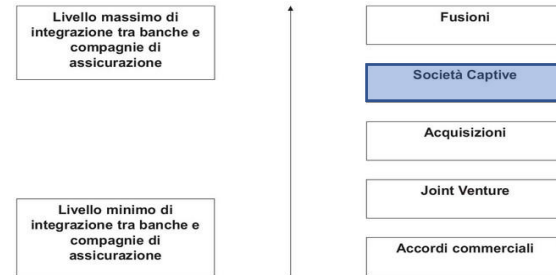 Livello massimo di
integrazione tra banche e
compagnie di
assicurazione
Livello minimo di
integrazione tra banche e
compagnie di
assicurazione
Fusioni
Società Captive
Acquisizioni
Joint Venture
Accordi commerciali